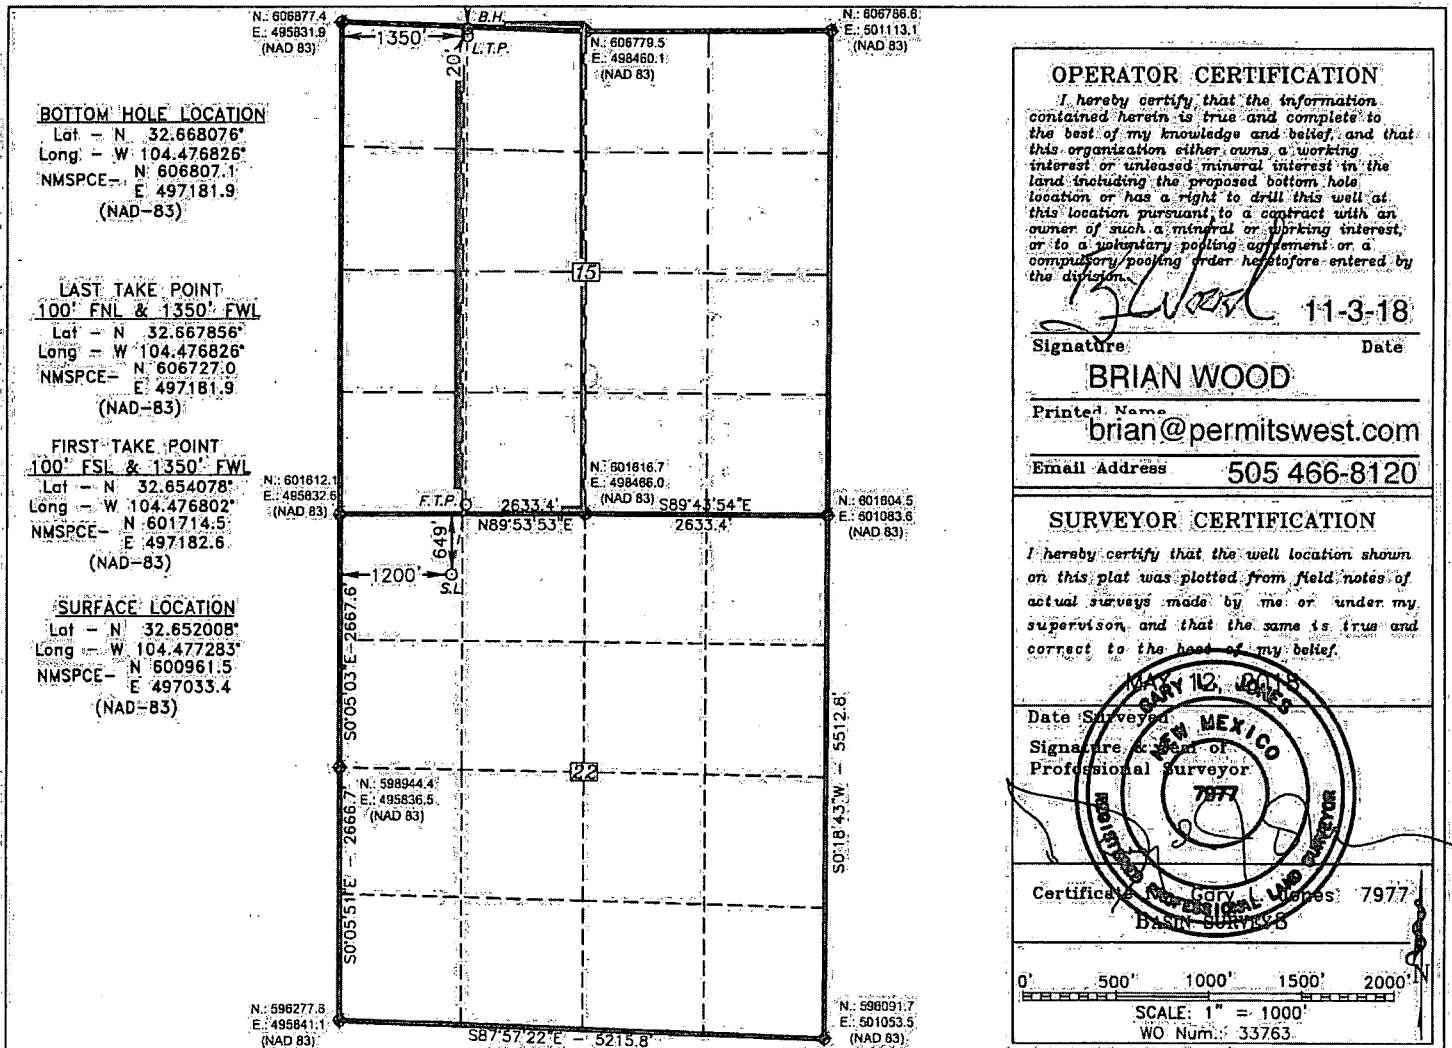 BOTTOM HOLE LOCATION
Lat - N 32.668076°
Long - W 104.476826°
NMSPCE- N 606807.1
E 497181.9
(NAD-83)
LAST TAKE POINT
100' FNL & 1350' FWL
Lat - N 32.667856°
Long - W 104.476826°
NMSPCE- N 606727.0
E 497181.9
(NAD-83)
FIRST TAKE POINT
100' FSL & 1350' FWL
Lat - N 32.654078°
Long - W 104.476802°
NMSPCE- N 601714.5
E 497182.6
(NAD-83)
SURFACE LOCATION
Lat - N 32.652008°
Long - W 104.477283°
NMSPCE- N 600961.5
E 497033.4
(NAD-83)
N.: 606877.4
E.: 495831.9
(NAD 83)
1350'
20'
B.H.
L.T.P.
N.: 606779.5
E.: 498460.1
(NAD 83)
N.: 606786.6
E.: 501113.1
(NAD 83)
15
N.: 601612.1
E.: 495832.6
(NAD 83)
F.T.P.
2633.4'
N89°53'53"E
N.: 601616.7
E.: 498466.0
(NAD 83)
S89°43'54"E
2633.4'
N.: 601604.5
E.: 501083.6
(NAD 83)
649'
1200'
S.L.
S0°05'03"E-2667.6'
N.: 598944.4
E.: 495836.5
(NAD 83)
22
S0°05'51"E - 2666.7'
S0°18'43"W - 5512.8'
N.: 596277.8
E.: 495841.1
(NAD 83)
S87°57'22"E - 5215.8'
N.: 596091.7
E.: 501053.5
(NAD 83)
OPERATOR CERTIFICATION
I hereby certify that the information
contained herein is true and complete to
the best of my knowledge and belief, and that
this organization either owns a working
interest or unleased mineral interest in the
land including the proposed bottom hole
location or has a right to drill this well at
this location pursuant to a contract with an
owner of such a mineral or working interest,
or to a voluntary pooling agreement or a
compulsory pooling order heretofore entered by
the division.
B Wood 11-3-18
Signature Date
BRIAN WOOD
Printed Name
brian@permitswest.com
Email Address 505 466-8120
SURVEYOR CERTIFICATION
I hereby certify that the well location shown
on this plat was plotted from field notes of
actual surveys made by me or under my
supervison, and that the same is true and
correct to the best of my belief.
MAY 12, 2018
Date Surveyed
Signature & Seal of
Professional Surveyor
GARY L. JONES
NEW MEXICO
7977
REGISTERED PROFESSIONAL LAND SURVEYOR
Certificate Gary Jones 7977
BASIN SURVEYS
N
0' 500' 1000' 1500' 2000'
SCALE: 1" = 1000'
WO Num.: 33763